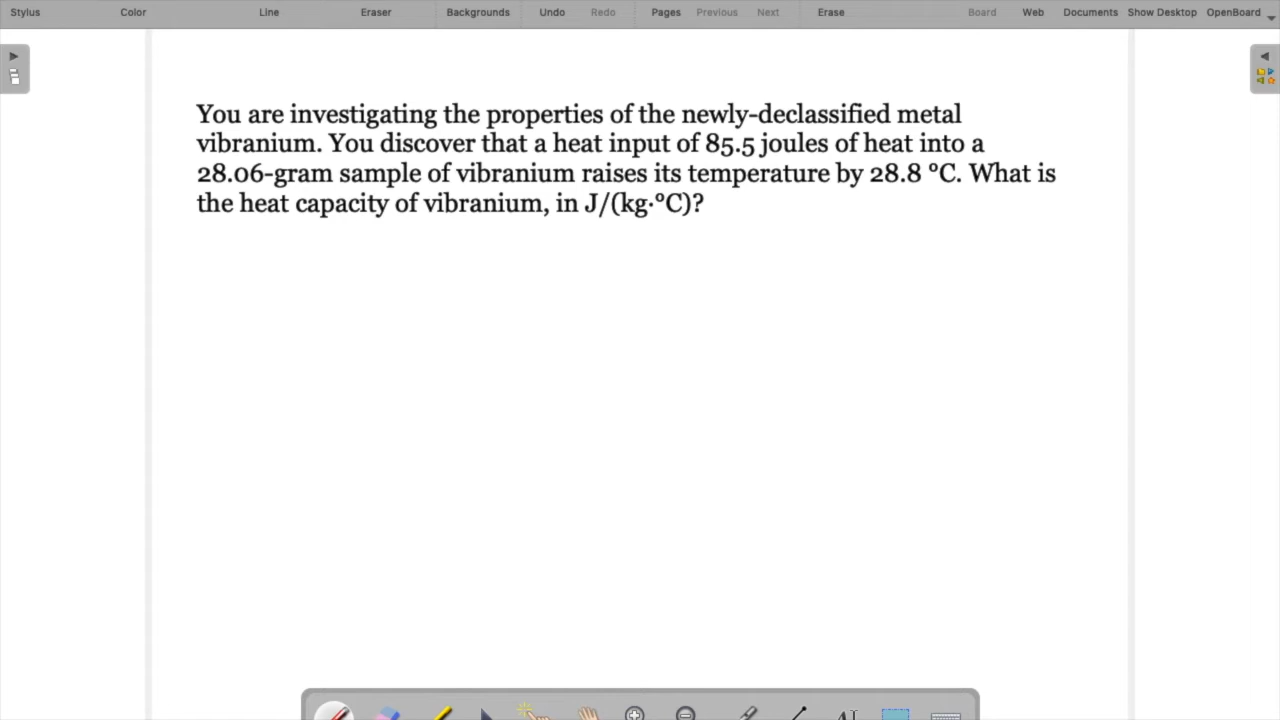 Stylus Color Line Eraser Backgrounds Undo Redo Pages Previous Next Erase Board Web Documents Show Desktop OpenBoard
You are investigating the properties of the newly-declassified metal
vibranium. You discover that a heat input of 85.5 joules of heat into a
28.06-gram sample of vibranium raises its temperature by 28.8 °C. What is
the heat capacity of vibranium, in J/(kg·°C)?